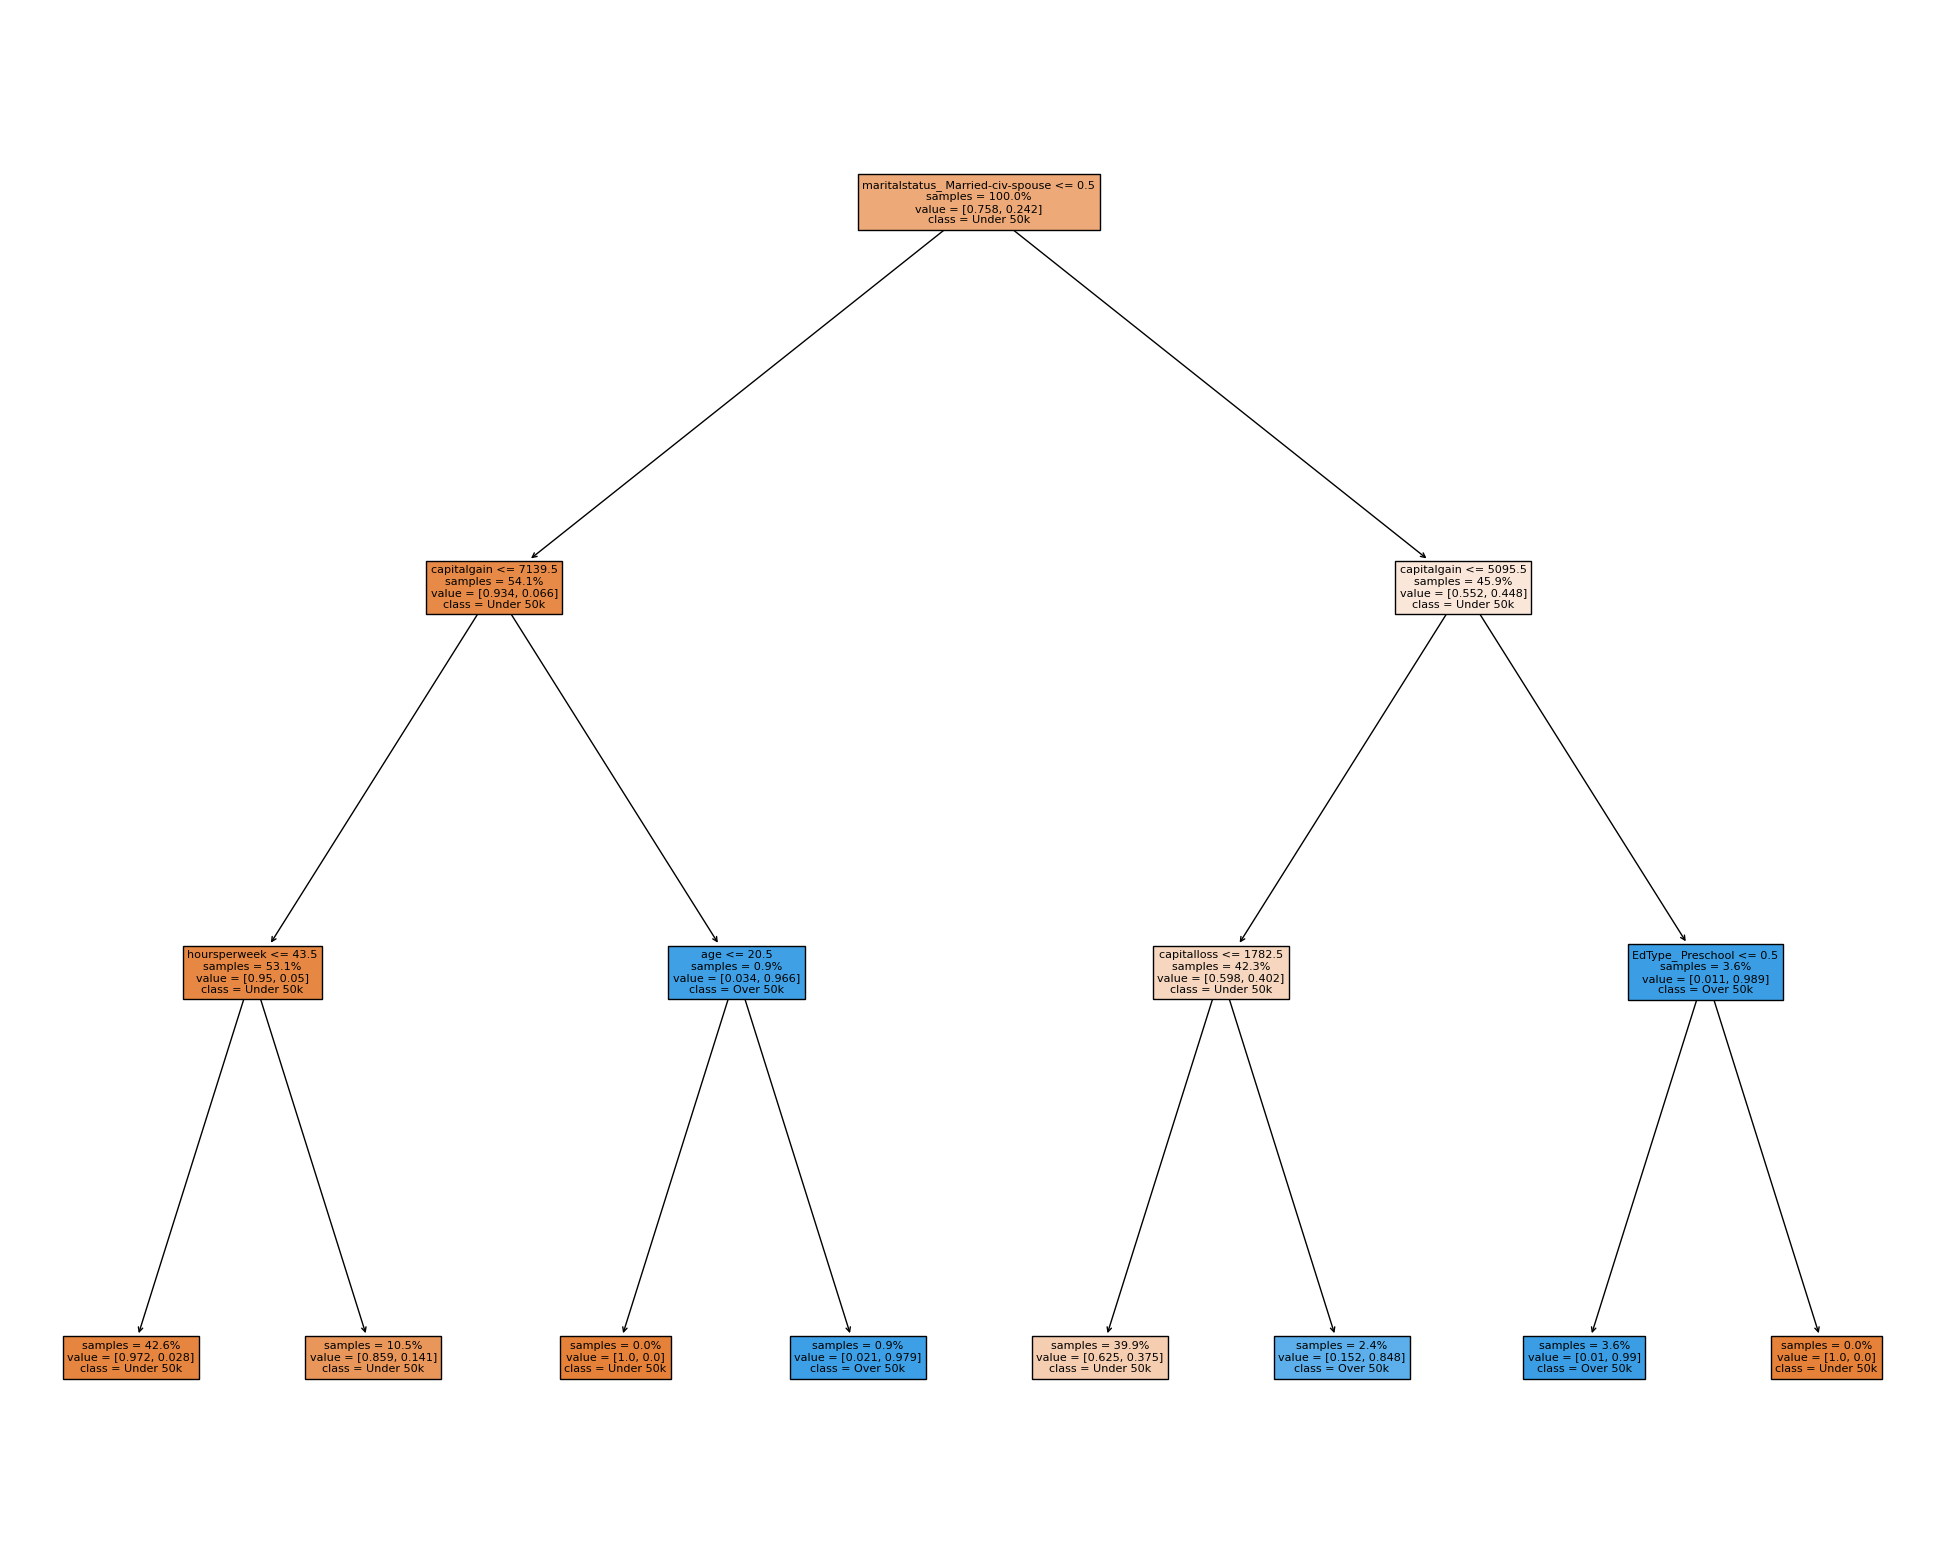 maritalstatus_ Married-civ-spouse <= 0.5
samples = 100.0%
value = [0.758, 0.242]
class = Under 50k
capitalgain <= 7139.5
samples = 54.1%
value = [0.934, 0.066]
class = Under 50k
capitalgain <= 5095.5
samples = 45.9%
value = [0.552, 0.448]
class = Under 50k
hoursperweek <= 43.5
samples = 53.1%
value = [0.95, 0.05]
class = Under 50k
age <= 20.5
samples = 0.9%
value = [0.034, 0.966]
class = Over 50k
capitalloss <= 1782.5
samples = 42.3%
value = [0.598, 0.402]
class = Under 50k
EdType_ Preschool <= 0.5
samples = 3.6%
value = [0.011, 0.989]
class = Over 50k
samples = 42.6%
value = [0.972, 0.028]
class = Under 50k
samples = 10.5%
value = [0.859, 0.141]
class = Under 50k
samples = 0.0%
value = [1.0, 0.0]
class = Under 50k
samples = 0.9%
value = [0.021, 0.979]
class = Over 50k
samples = 39.9%
value = [0.625, 0.375]
class = Under 50k
samples = 2.4%
value = [0.152, 0.848]
class = Over 50k
samples = 3.6%
value = [0.01, 0.99]
class = Over 50k
samples = 0.0%
value = [1.0, 0.0]
class = Under 50k